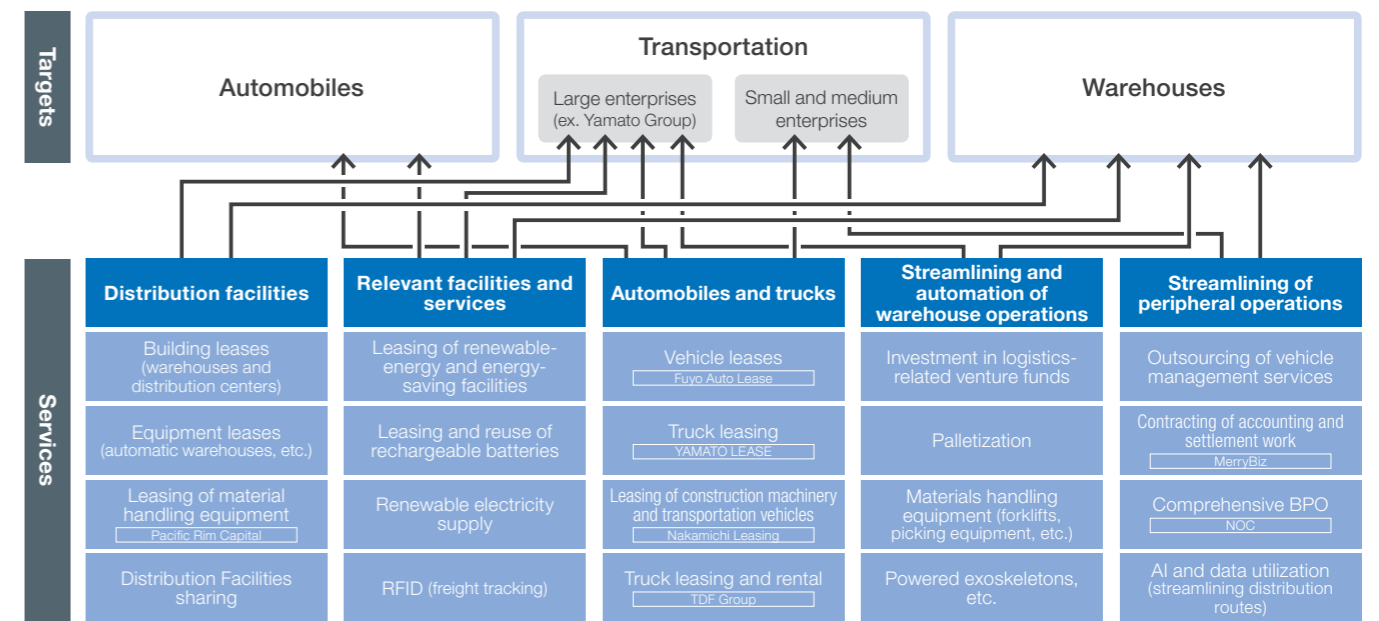 Targets
Automobiles
Transportation
Large enterprises
(ex. Yamato Group)
Small and medium
enterprises
Warehouses
Services
Distribution facilities
Building leases
(warehouses and
distribution centers)
Equipment leases
(automatic warehouses, etc.)
Leasing of material
handling equipment
Pacific Rim Capital
Distribution Facilities
sharing
Relevant facilities and
services
Leasing of renewable-
energy and energy-
saving facilities
Leasing and reuse of
rechargeable batteries
Renewable electricity
supply
RFID (freight tracking)
Automobiles and trucks
Vehicle leases
Fuyo Auto Lease
Truck leasing
YAMATO LEASE
Leasing of construction machinery
and transportation vehicles
Nakamichi Leasing
Truck leasing and rental
TDF Group
Streamlining and
automation of
warehouse operations
Investment in logistics-
related venture funds
Palletization
Materials handling
equipment (forklifts,
picking equipment, etc.)
Powered exoskeletons,
etc.
Streamlining of
peripheral operations
Outsourcing of vehicle
management services
Contracting of accounting and
settlement work
MerryBiz
Comprehensive BPO
NOC
AI and data utilization
(streamlining distribution
routes)